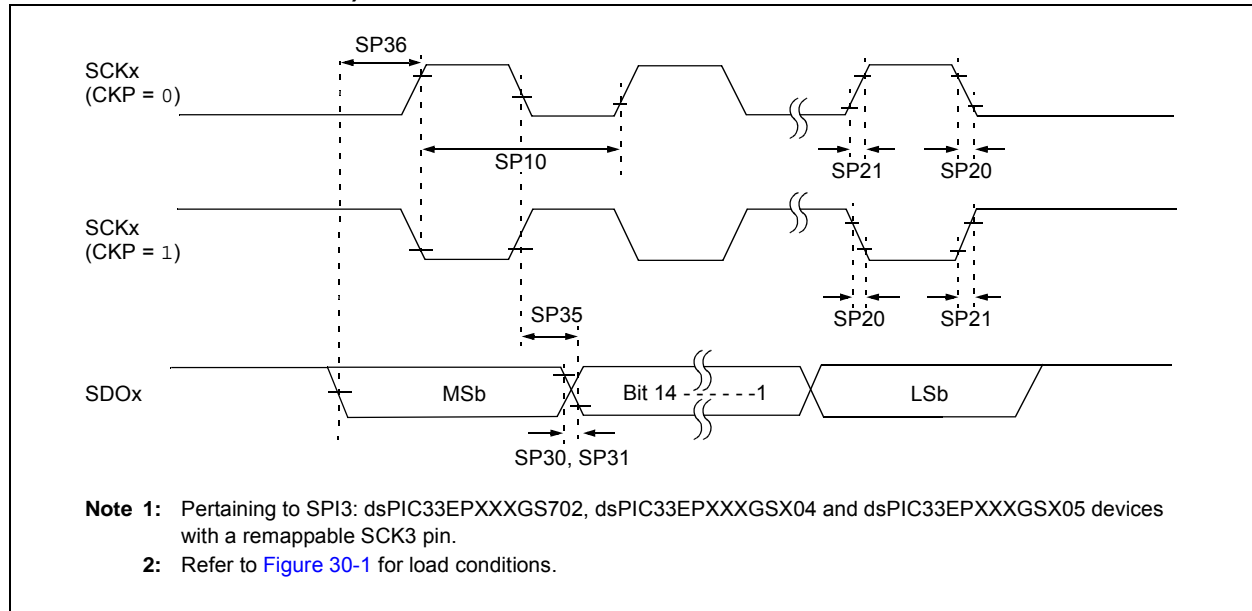 SP36
SCKx
(CKP = 0)
SP10
SP21
SP20
SCKx
(CKP = 1)
SP35
SP20
SP21
SDOx
MSb
Bit 14 - - - - - -1
LSb
SP30, SP31
Note 1: Pertaining to SPI3: dsPIC33EPXXXGS702, dsPIC33EPXXXGSX04 and dsPIC33EPXXXGSX05 devices
with a remappable SCK3 pin.
2: Refer to Figure 30-1 for load conditions.